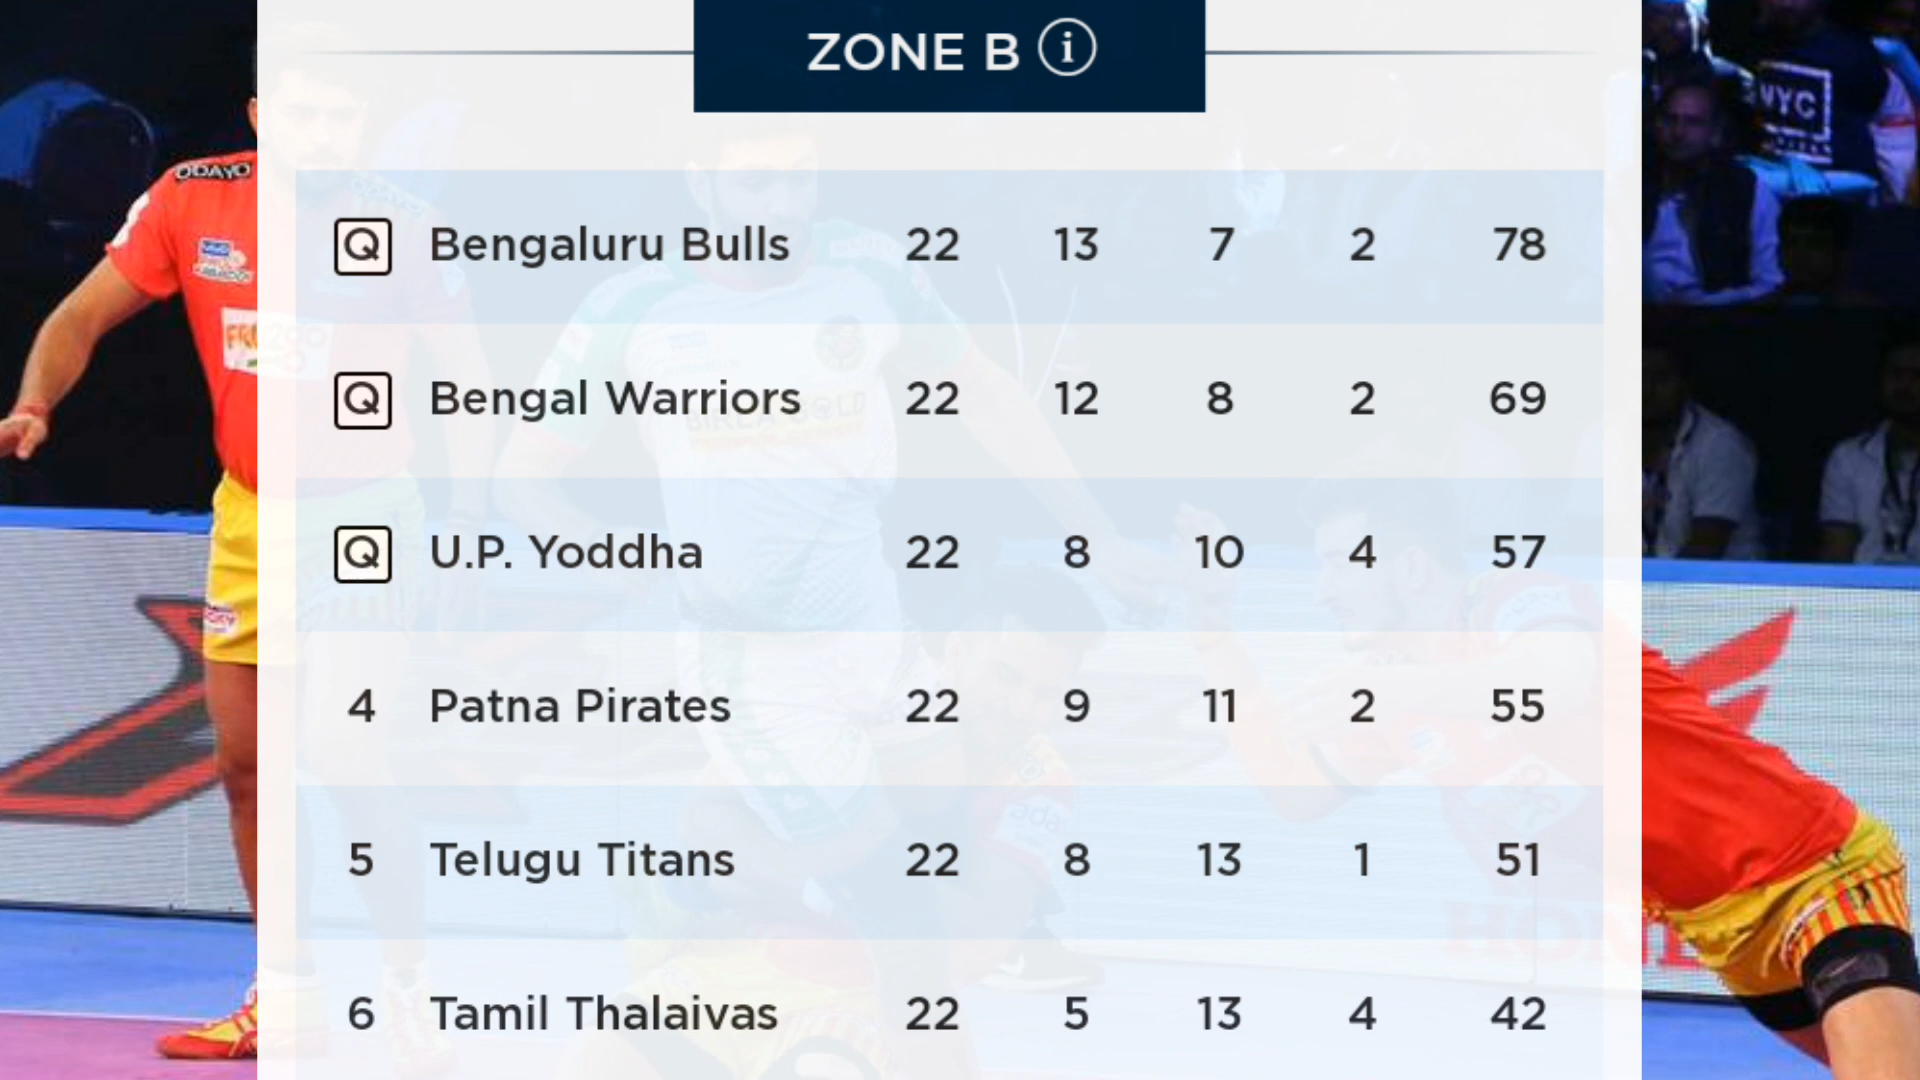 ZONE B i
Q Bengaluru Bulls 22 13 7 2 78
Q Bengal Warriors 22 12 8 2 69
Q U.P. Yoddha 22 8 10 4 57
4 Patna Pirates 22 9 11 2 55
5 Telugu Titans 22 8 13 1 51
6 Tamil Thalaivas 22 5 13 4 42
NYC